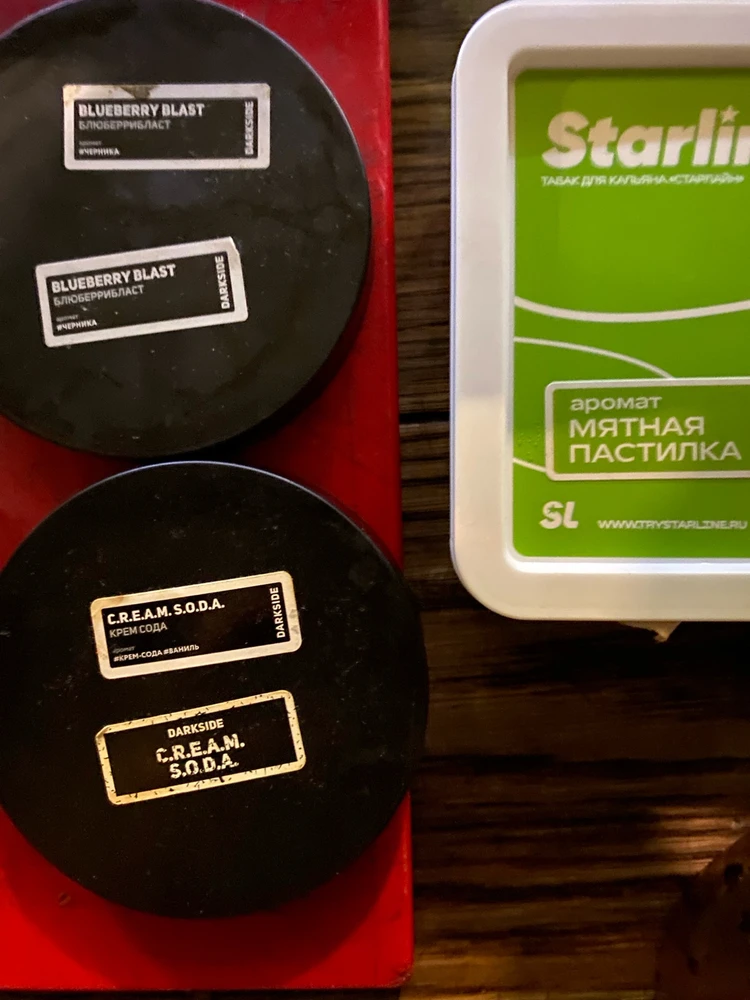 BLUEBERRY BLAST
БЛЮБЕРРИБЛАСТ
аромат
#ЧЕРНИКА
DARKSIDE
BLUEBERRY BLAST
БЛЮБЕРРИБЛАСТ
аромат
#ЧЕРНИКА
DARKSIDE
C.R.E.A.M. S.O.D.A.
КРЕМ СОДА
аромат
#КРЕМ-СОДА #ВАНИЛЬ
DARKSIDE
DARKSIDE
C.R.E.A.M.
S.O.D.A.
Starlin
ТАБАК ДЛЯ КАЛЬЯНА «СТАРЛАЙН»
аромат
МЯТНАЯ
ПАСТИЛКА
SL
WWW.TRYSTARLINE.RU